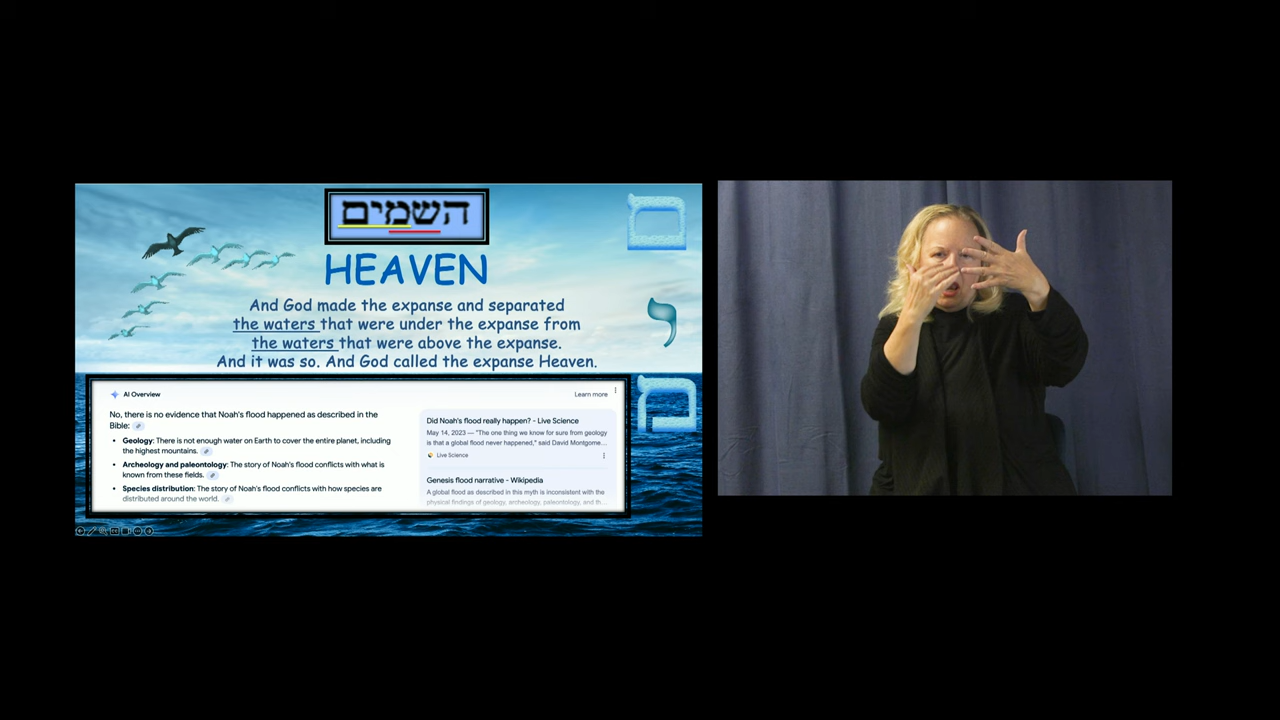 השמים
ם
HEAVEN
And God made the expanse and separated
the waters that were under the expanse from
the waters that were above the expanse.
And it was so. And God called the expanse Heaven.
י
מ
AI Overview
Learn more
No, there is no evidence that Noah's flood happened as described in the
Bible:
• Geology: There is not enough water on Earth to cover the entire planet, including
the highest mountains.
• Archeology and paleontology: The story of Noah's flood conflicts with what is
known from these fields.
• Species distribution: The story of Noah's flood conflicts with how species are
distributed around the world.
Did Noah's flood really happen? - Live Science
May 14, 2023 — "The one thing we know for sure from geology
is that a global flood never happened," said David Montgome...
Live Science
Genesis flood narrative - Wikipedia
A global flood as described in this myth is inconsistent with the
physical findings of geology, archeology, paleontology, and th...